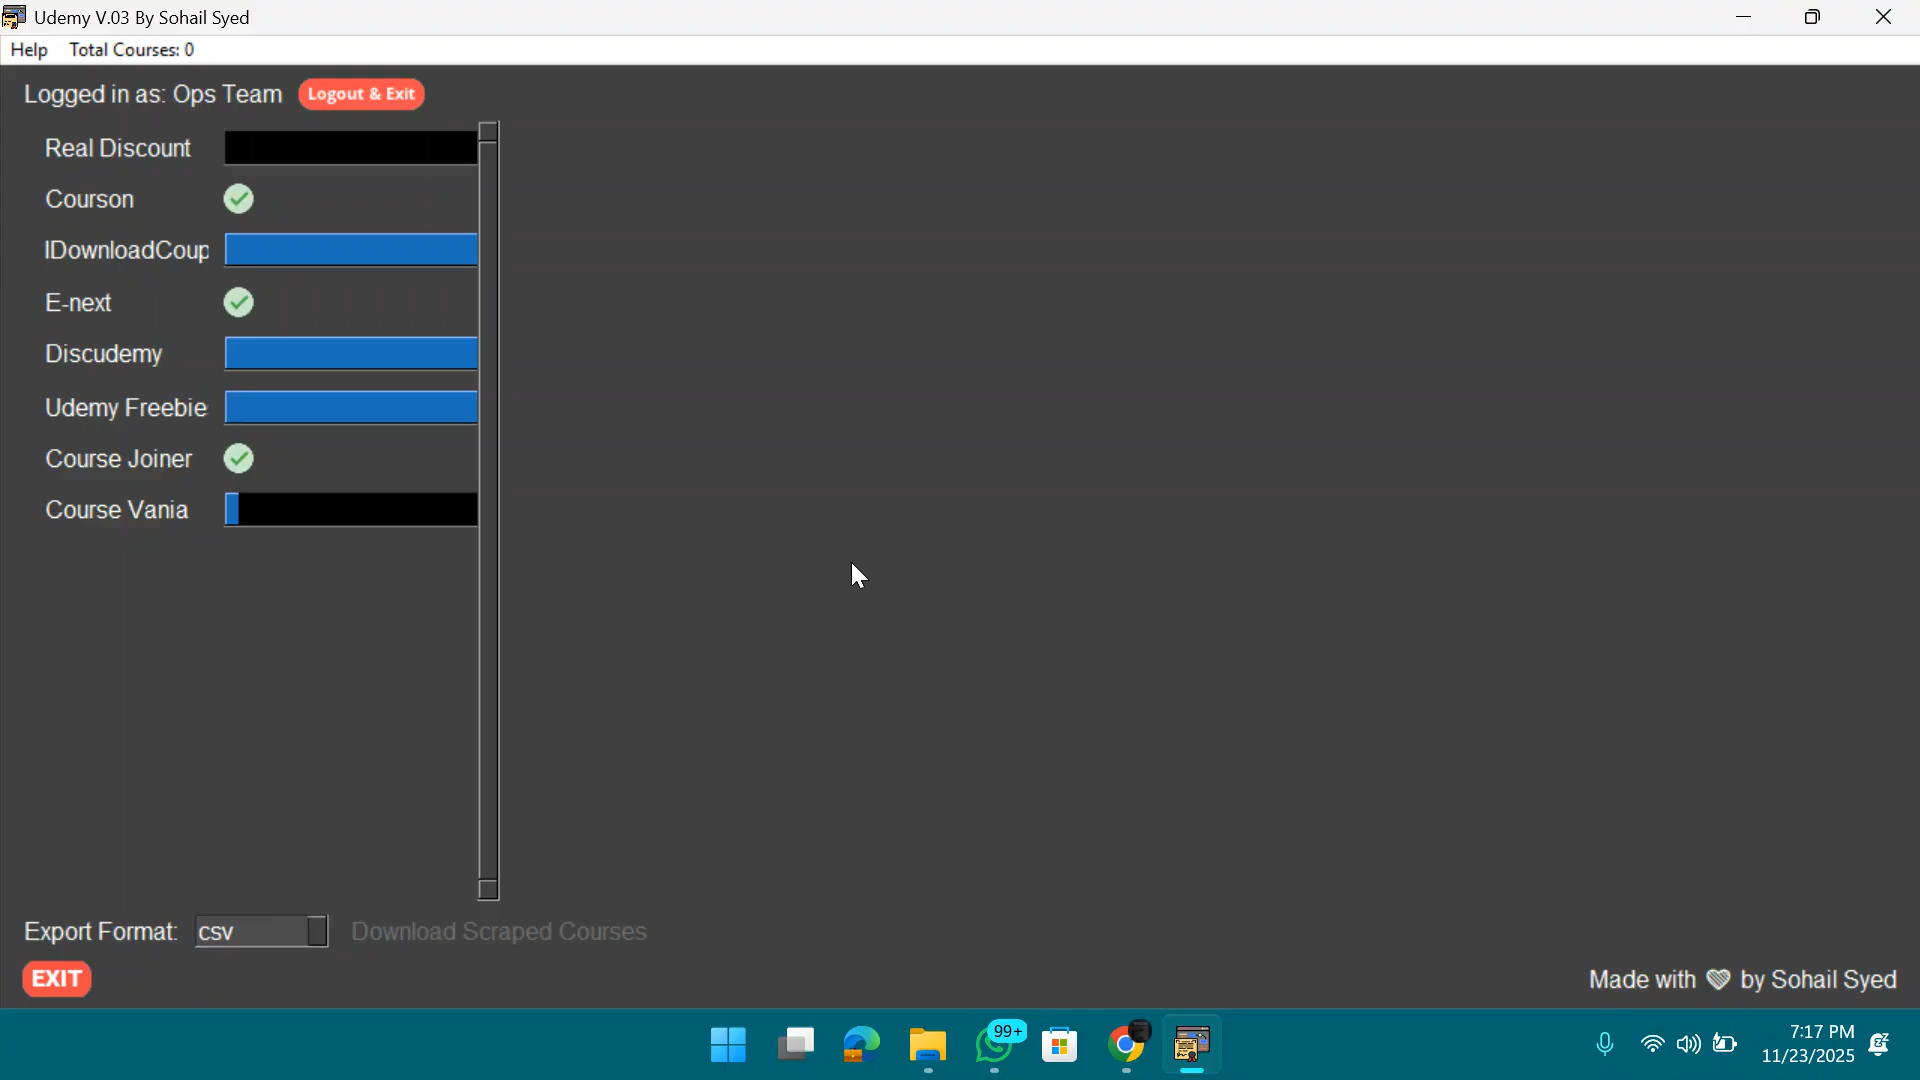 Udemy V.03 By Sohail Syed
Help Total Courses: 0
Logged in as: Ops Team Logout & Exit
Real Discount
Courson
IDownloadCoup
E-next
Discudemy
Udemy Freebie
Course Joiner
Course Vania
Export Format: csv Download Scraped Courses
EXIT
Made with by Sohail Syed
99+
7:17 PM
11/23/2025